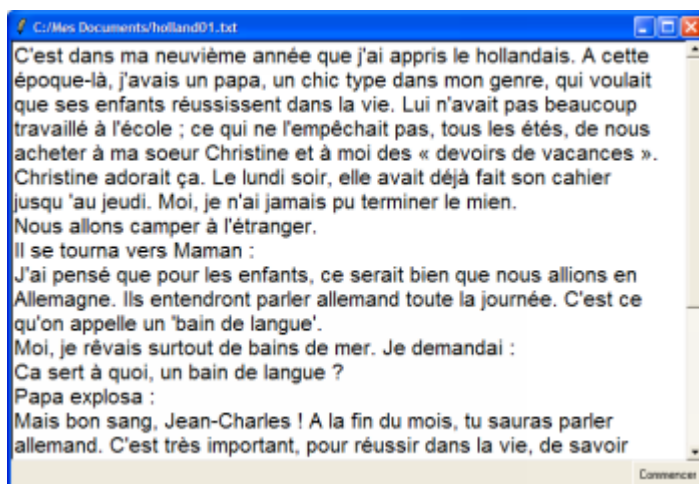 C:/Mes Documents/holland01.txt
C'est dans ma neuvième année que j'ai appris le hollandais. A cette
époque-là, j'avais un papa, un chic type dans mon genre, qui voulait
que ses enfants réussissent dans la vie. Lui n'avait pas beaucoup
travaillé à l'école ; ce qui ne l'empêchait pas, tous les étés, de nous
acheter à ma soeur Christine et à moi des « devoirs de vacances ».
Christine adorait ça. Le lundi soir, elle avait déjà fait son cahier
jusqu 'au jeudi. Moi, je n'ai jamais pu terminer le mien.
Nous allons camper à l'étranger.
Il se tourna vers Maman :
J'ai pensé que pour les enfants, ce serait bien que nous allions en
Allemagne. Ils entendront parler allemand toute la journée. C'est ce
qu'on appelle un 'bain de langue'.
Moi, je rêvais surtout de bains de mer. Je demandai :
Ca sert à quoi, un bain de langue ?
Papa explosa :
Mais bon sang, Jean-Charles ! A la fin du mois, tu sauras parler
allemand. C'est très important, pour réussir dans la vie, de savoir
Commencer